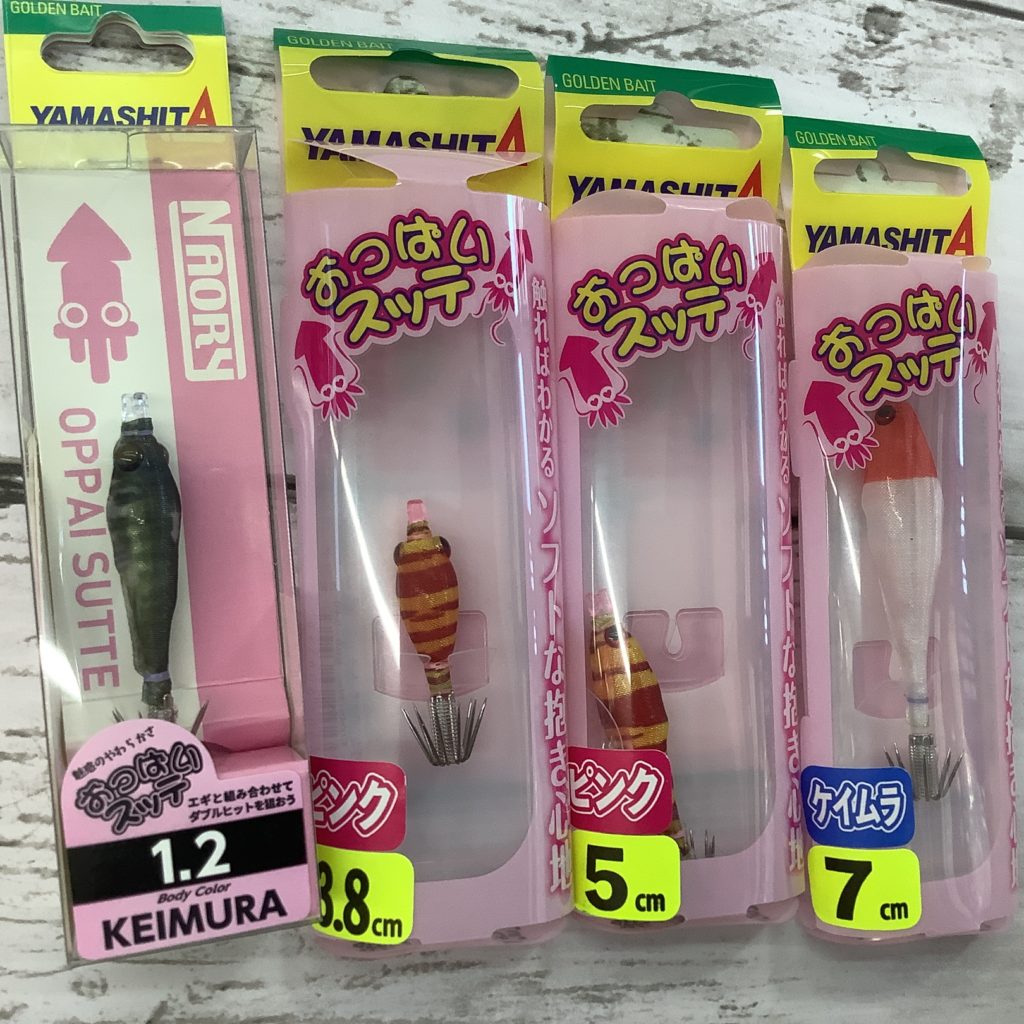 GOLDEN BAIT
YAMASHITA
NAORY
OPPAI SUTTE
魅惑のやわらかさ
おっぱい
スッテ
エギと組み合わせて
ダブルヒットを狙おう
1.2
Body Color
KEIMURA
GOLDEN BAIT
YAMASHITA
おっぱい
スッテ
触ればわかるソフトな抱き心地
ピンク
3.8cm
GOLDEN BAIT
YAMASHITA
おっぱい
スッテ
触ればわかるソフトな抱き心地
ピンク
5cm
GOLDEN BAIT
YAMASHITA
おっぱい
スッテ
ケイムラ
7cm